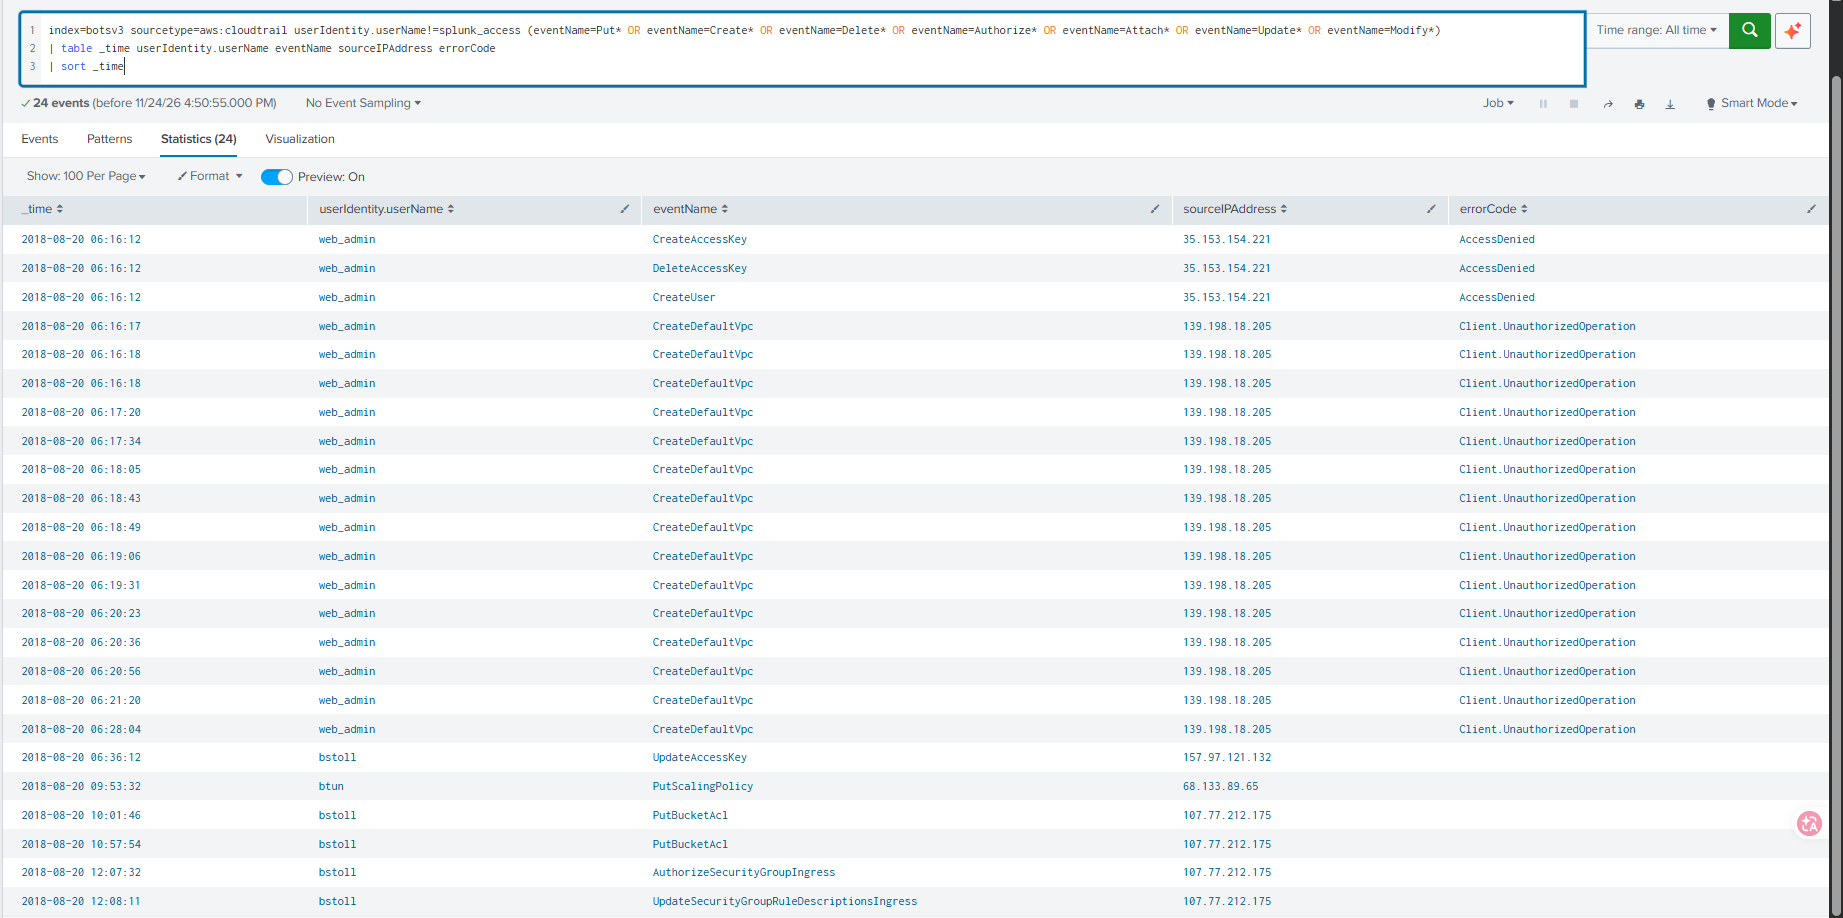 1 index=botsv3 sourcetype=aws:cloudtrail userIdentity.userName!=splunk_access (eventName=Put* OR eventName=Create* OR eventName=Delete* OR eventName=Authorize* OR eventName=Attach* OR eventName=Update* OR eventName=Modify*)
2 | table _time userIdentity.userName eventName sourceIPAddress errorCode
3 | sort _time
Time range: All time
24 events (before 11/24/26 4:50:55.000 PM) No Event Sampling Job Smart Mode
Events Patterns Statistics (24) Visualization
Show: 100 Per Page Format Preview: On
_time userIdentity.userName eventName sourceIPAddress errorCode
2018-08-20 06:16:12 web_admin CreateAccessKey 35.153.154.221 AccessDenied
2018-08-20 06:16:12 web_admin DeleteAccessKey 35.153.154.221 AccessDenied
2018-08-20 06:16:12 web_admin CreateUser 35.153.154.221 AccessDenied
2018-08-20 06:16:17 web_admin CreateDefaultVpc 139.198.18.205 Client.UnauthorizedOperation
2018-08-20 06:16:18 web_admin CreateDefaultVpc 139.198.18.205 Client.UnauthorizedOperation
2018-08-20 06:16:18 web_admin CreateDefaultVpc 139.198.18.205 Client.UnauthorizedOperation
2018-08-20 06:17:20 web_admin CreateDefaultVpc 139.198.18.205 Client.UnauthorizedOperation
2018-08-20 06:17:34 web_admin CreateDefaultVpc 139.198.18.205 Client.UnauthorizedOperation
2018-08-20 06:18:05 web_admin CreateDefaultVpc 139.198.18.205 Client.UnauthorizedOperation
2018-08-20 06:18:43 web_admin CreateDefaultVpc 139.198.18.205 Client.UnauthorizedOperation
2018-08-20 06:18:49 web_admin CreateDefaultVpc 139.198.18.205 Client.UnauthorizedOperation
2018-08-20 06:19:06 web_admin CreateDefaultVpc 139.198.18.205 Client.UnauthorizedOperation
2018-08-20 06:19:31 web_admin CreateDefaultVpc 139.198.18.205 Client.UnauthorizedOperation
2018-08-20 06:20:23 web_admin CreateDefaultVpc 139.198.18.205 Client.UnauthorizedOperation
2018-08-20 06:20:36 web_admin CreateDefaultVpc 139.198.18.205 Client.UnauthorizedOperation
2018-08-20 06:20:56 web_admin CreateDefaultVpc 139.198.18.205 Client.UnauthorizedOperation
2018-08-20 06:21:20 web_admin CreateDefaultVpc 139.198.18.205 Client.UnauthorizedOperation
2018-08-20 06:28:04 web_admin CreateDefaultVpc 139.198.18.205 Client.UnauthorizedOperation
2018-08-20 06:36:12 bstoll UpdateAccessKey 157.97.121.132
2018-08-20 09:53:32 btun PutScalingPolicy 68.133.89.65
2018-08-20 10:01:46 bstoll PutBucketAcl 107.77.212.175
2018-08-20 10:57:54 bstoll PutBucketAcl 107.77.212.175
2018-08-20 12:07:32 bstoll AuthorizeSecurityGroupIngress 107.77.212.175
2018-08-20 12:08:11 bstoll UpdateSecurityGroupRuleDescriptionsIngress 107.77.212.175